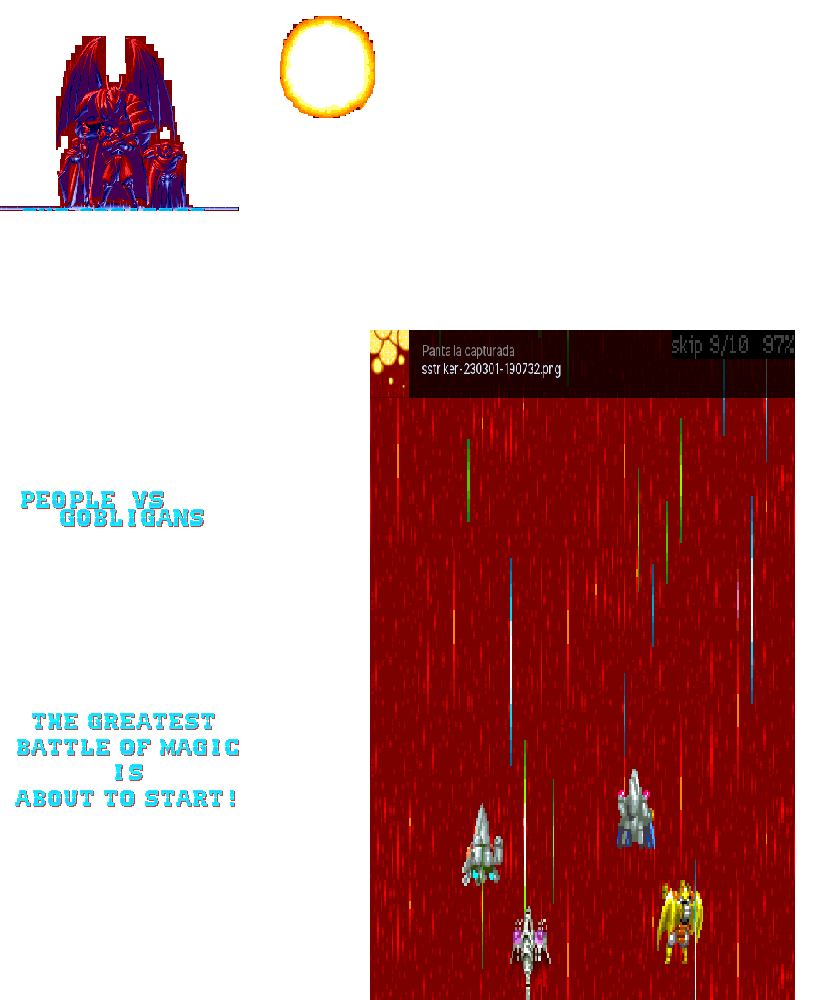 Pantalla capturada
sstriker-230301-190732.png
skip 9/10 97%
PEOPLE VS
GOBLIGANS
THE GREATEST
BATTLE OF MAGIC
IS
ABOUT TO START!